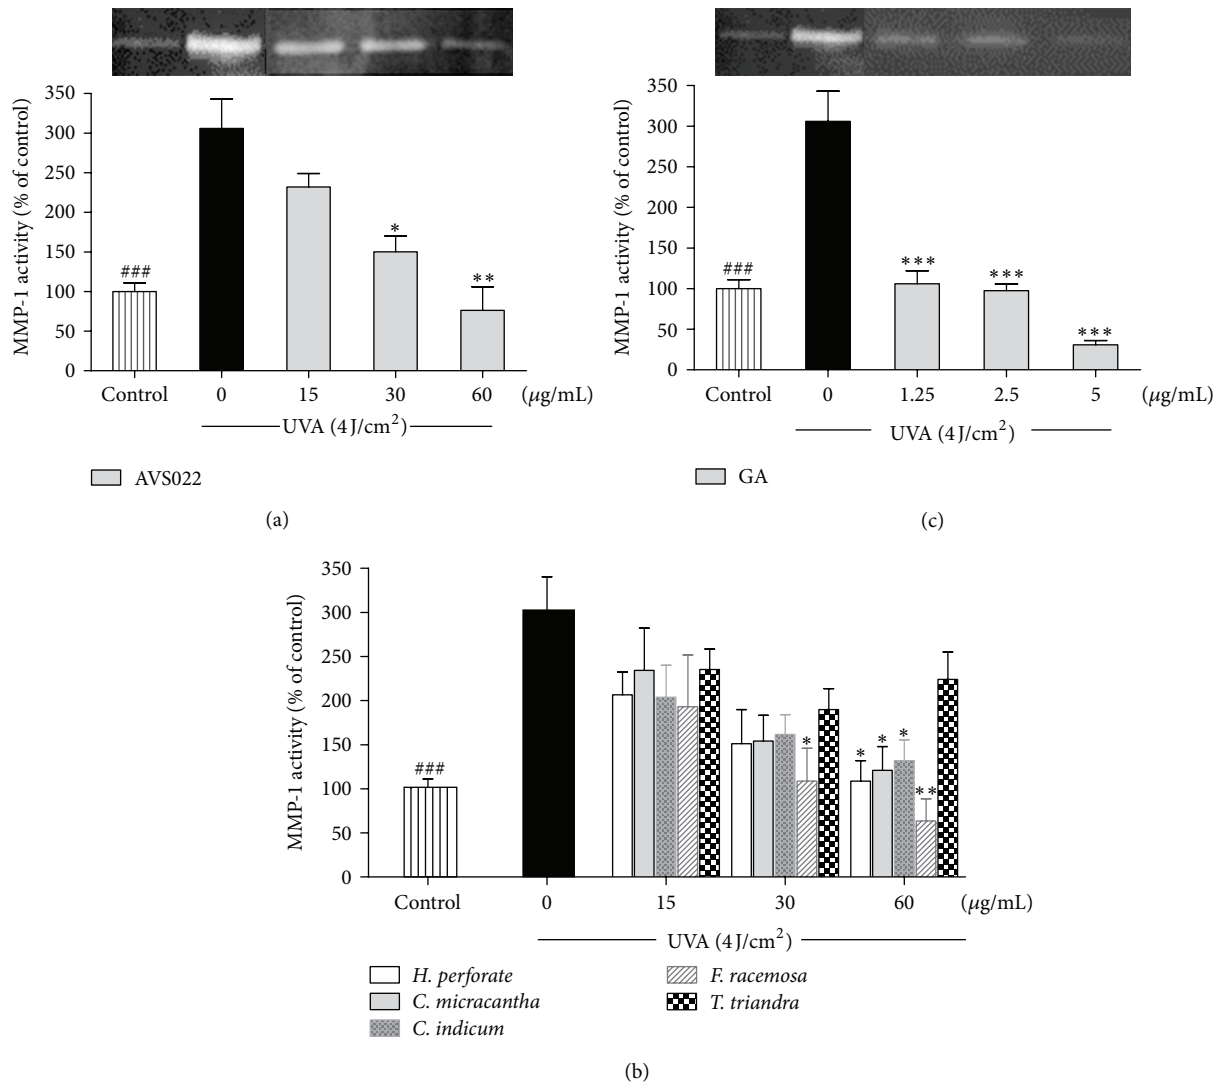 350
300
250
200
150
100
50
0
MMP-1 activity (% of control)
###
*
**
Control 0 15 30 60 (μg/mL)
UVA (4 J/cm²)
AVS022
(a)
350
300
250
200
150
100
50
0
MMP-1 activity (% of control)
###
***
***
***
Control 0 1.25 2.5 5 (μg/mL)
UVA (4 J/cm²)
GA
(c)
350
300
250
200
150
100
50
0
MMP-1 activity (% of control)
###
*
* * *
**
Control 0 15 30 60 (μg/mL)
UVA (4 J/cm²)
H. perforate
C. micracantha
C. indicum
F. racemosa
T. triandra
(b)